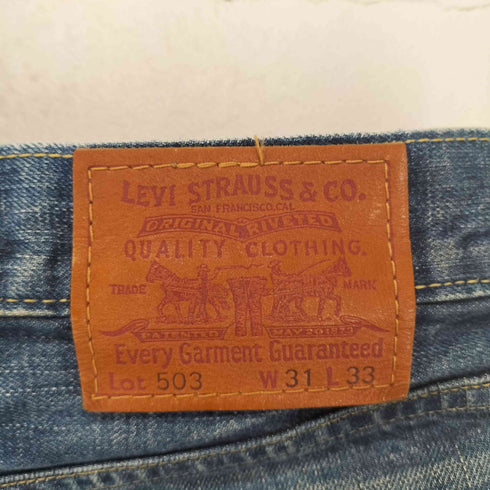 LEVI STRAUSS & CO.
SAN FRANCISCO, CAL.
ORIGINAL RIVETED
QUALITY CLOTHING.
TRADE MARK
PATENTED MAY 20 1873
Every Garment Guaranteed
Lot 503 W 31 L 33